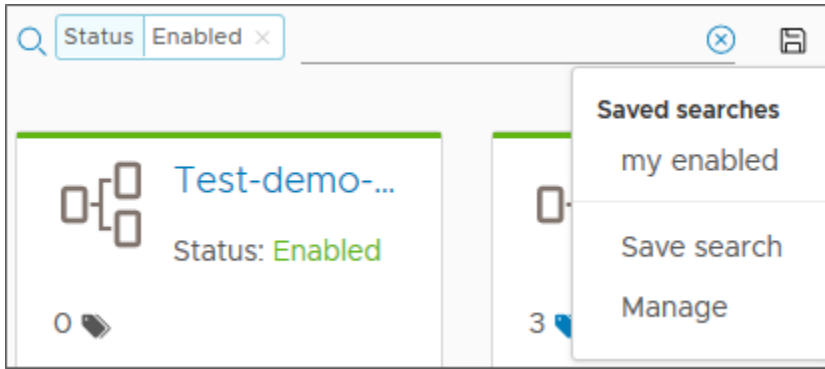 Status Enabled
Saved searches
my enabled
Save search
Manage
Test-demo-...
Status: Enabled
0
3